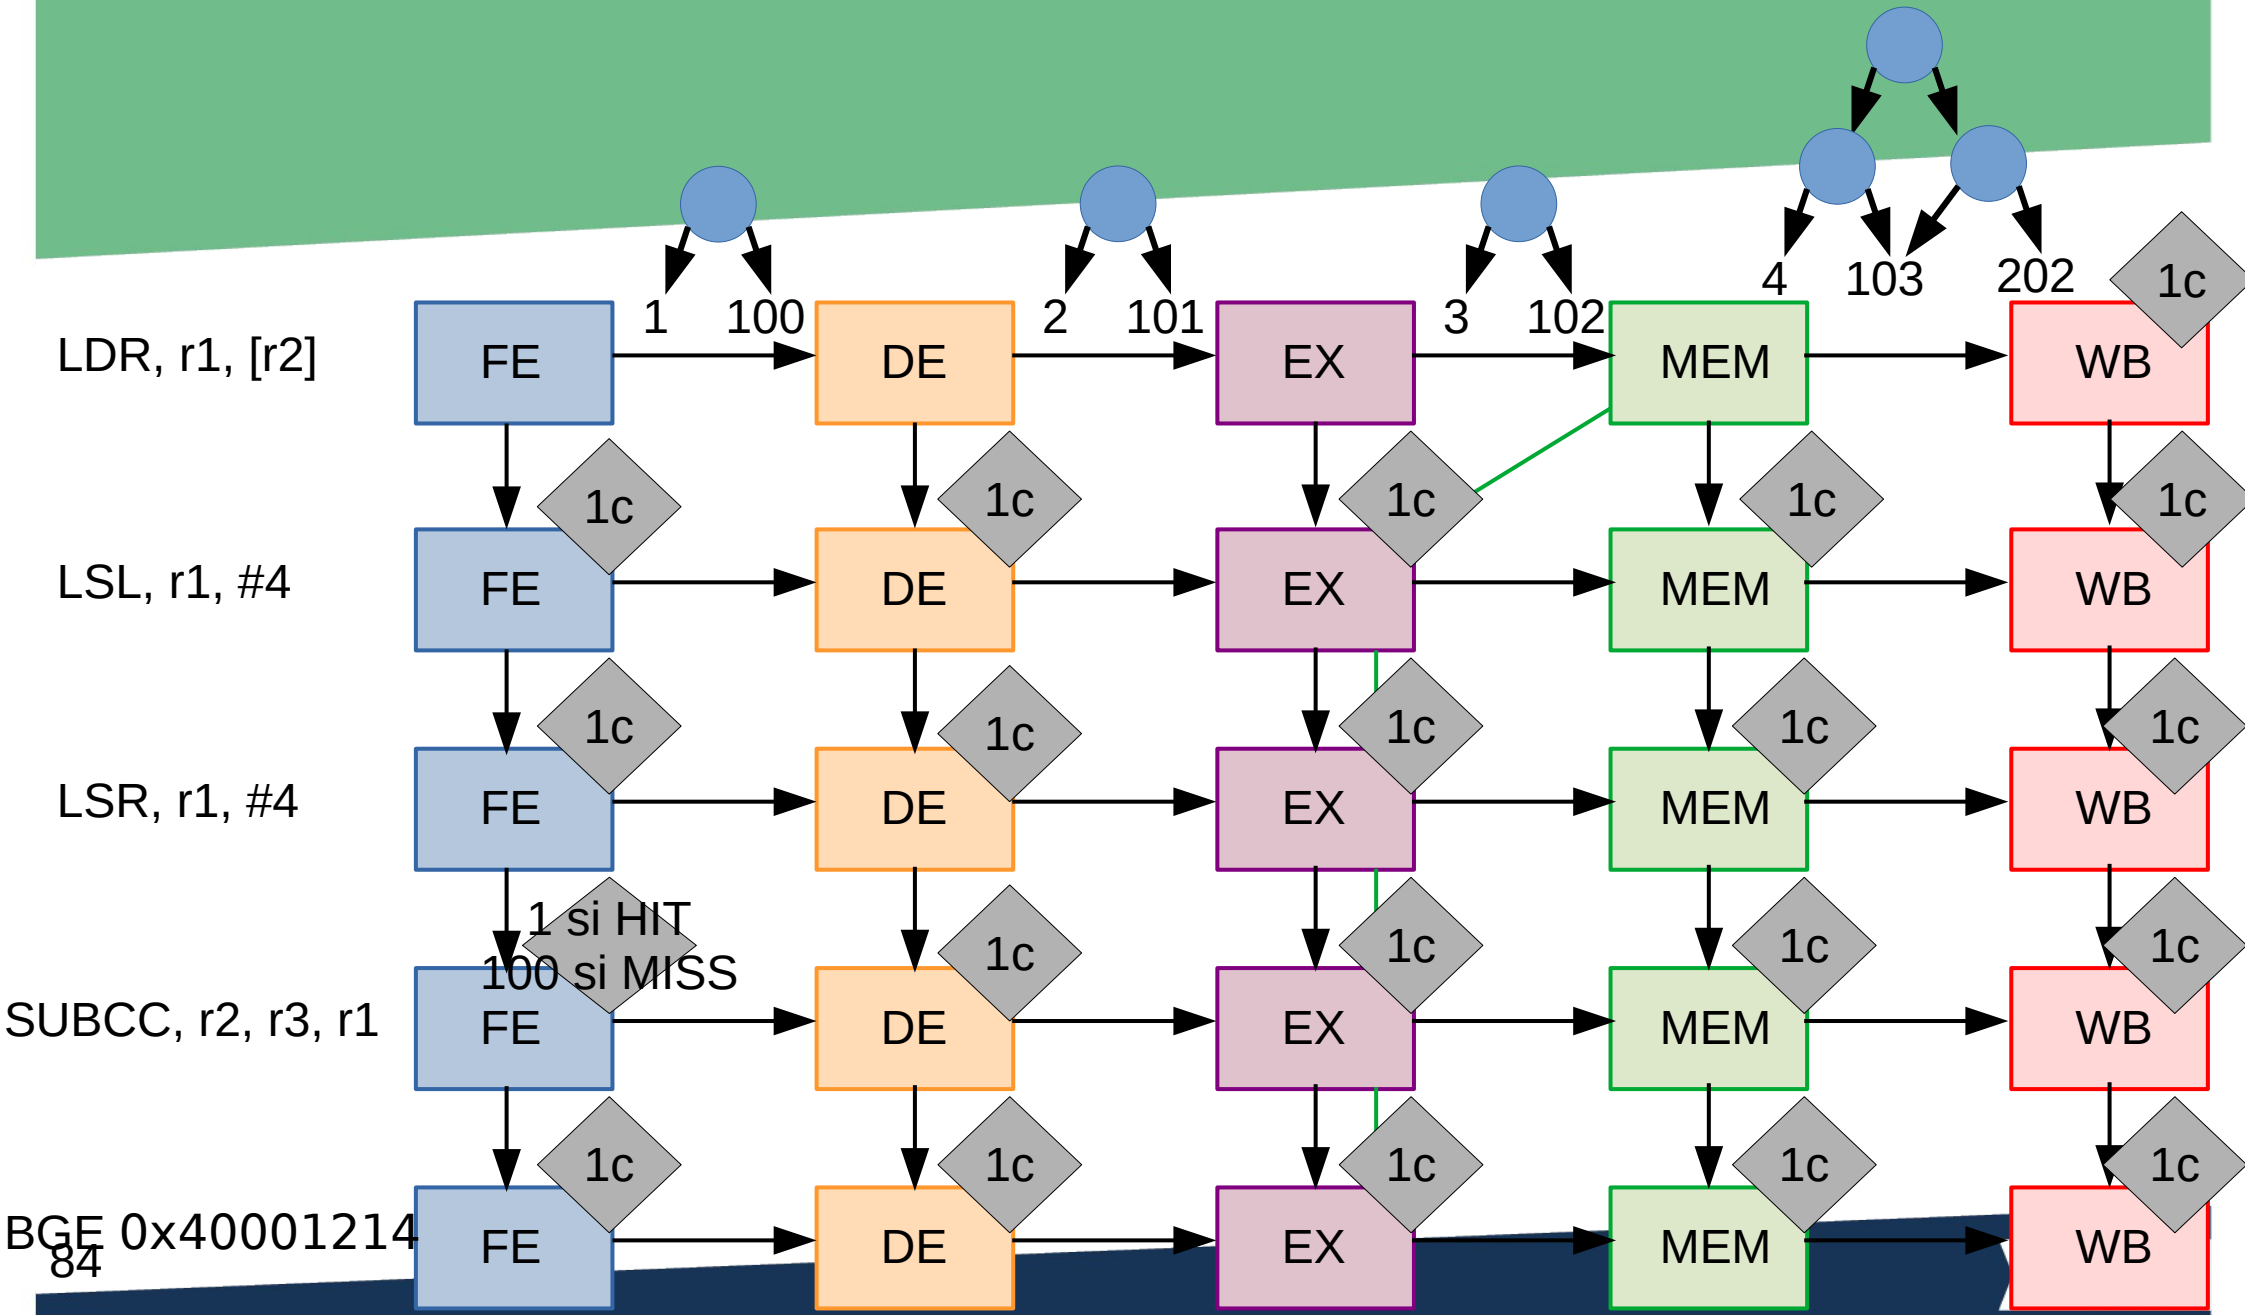 4 103 202 1c
1 100 2 101 3 102
LDR, r1, [r2] FE DE EX MEM WB
1c 1c 1c 1c 1c
LSL, r1, #4 FE DE EX MEM WB
1c 1c 1c 1c 1c
LSR, r1, #4 FE DE EX MEM WB
1 si HIT
100 si MISS 1c 1c 1c 1c
SUBCC, r2, r3, r1 FE DE EX MEM WB
1c 1c 1c 1c 1c
BGE 0x40001214 FE DE EX MEM WB
84